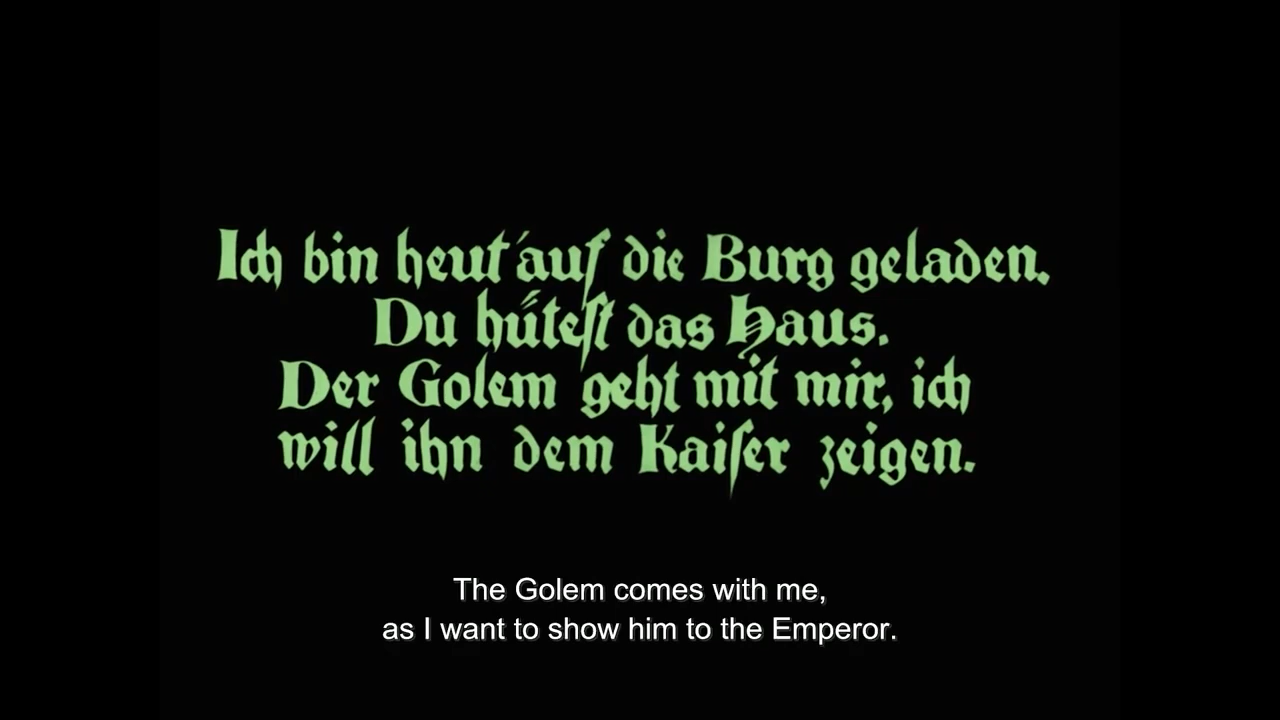 Ich bin heut' auf die Burg geladen.
Du hütest das Haus.
Der Golem geht mit mir, ich
will ihn dem Kaiser zeigen.
The Golem comes with me,
as I want to show him to the Emperor.